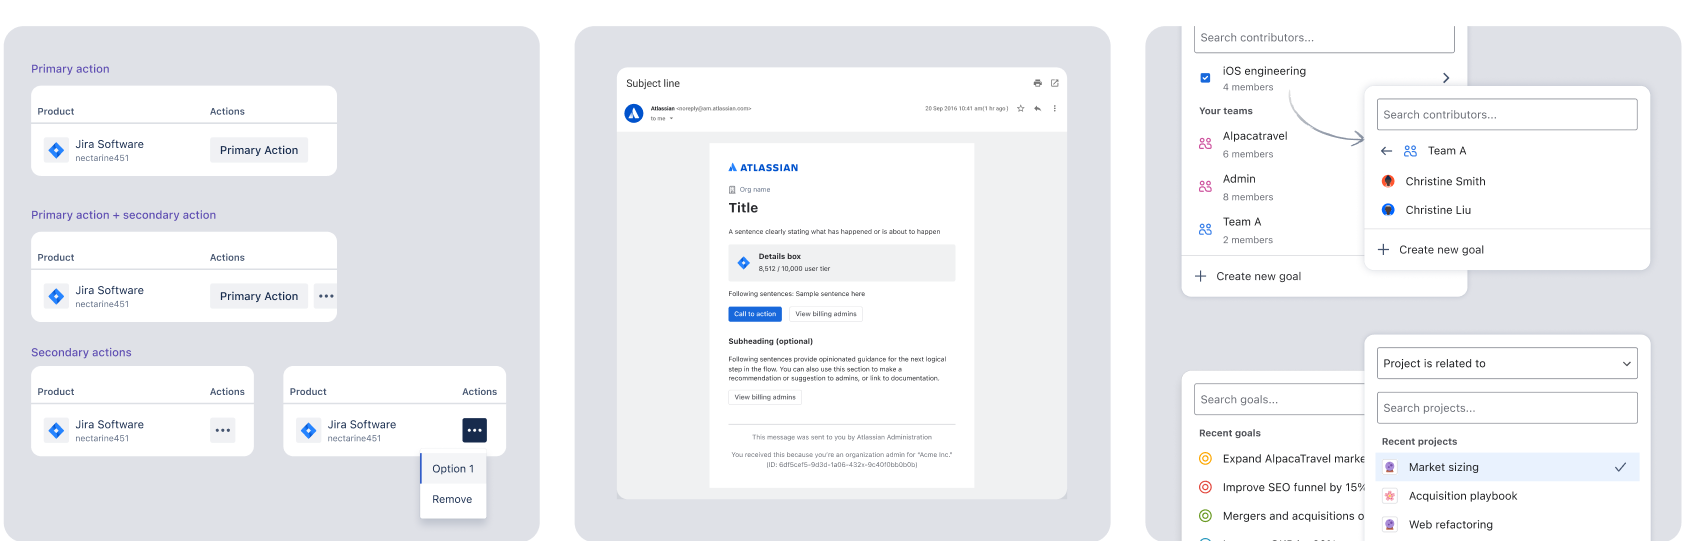 Primary action
Product Actions
Jira Software
nectarine451
Primary Action
Primary action + secondary action
Product Actions
Jira Software
nectarine451
Primary Action
Secondary actions
Product Actions
Jira Software
nectarine451
Product Actions
Jira Software
nectarine451
Option 1
Remove
Subject line
Atlassian <noreply@am.atlassian.com>
to me
20 Sep 2016 10:41 am(1 hr ago)
ATLASSIAN
Org name
Title
A sentence clearly stating what has happened or is about to happen
Details box
8,512 / 10,000 user tier
Following sentences: Sample sentence here
Call to action View billing admins
Subheading (optional)
Following sentences provide opinionated guidance for the next logical
step in the flow. You can also use this section to make a
recommendation or suggestion to admins, or link to documentation.
View billing admins
This message was sent to you by Atlassian Administration
You received this because you're an organization admin for "Acme Inc."
(ID: 6df5cef5-9d3d-1a06-432x-9c40f0bb0b0b)
Search contributors...
iOS engineering
4 members
Your teams
Alpacatravel
6 members
Admin
8 members
Team A
2 members
Create new goal
Search contributors...
Team A
Christine Smith
Christine Liu
Create new goal
Search goals...
Recent goals
Expand AlpacaTravel marke
Improve SEO funnel by 15%
Mergers and acquisitions o
Project is related to
Search projects...
Recent projects
Market sizing
Acquisition playbook
Web refactoring